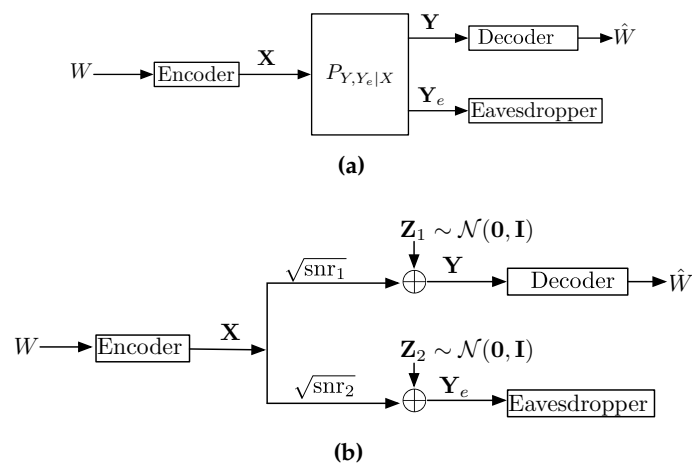 W Encoder X P_{Y,Y_e|X} Y Decoder Ŵ
Y_e Eavesdropper
(a)
Z_1 ∼ N(0, I)
√snr_1 Y Decoder Ŵ
W Encoder X
Z_2 ∼ N(0, I)
√snr_2 Y_e Eavesdropper
(b)